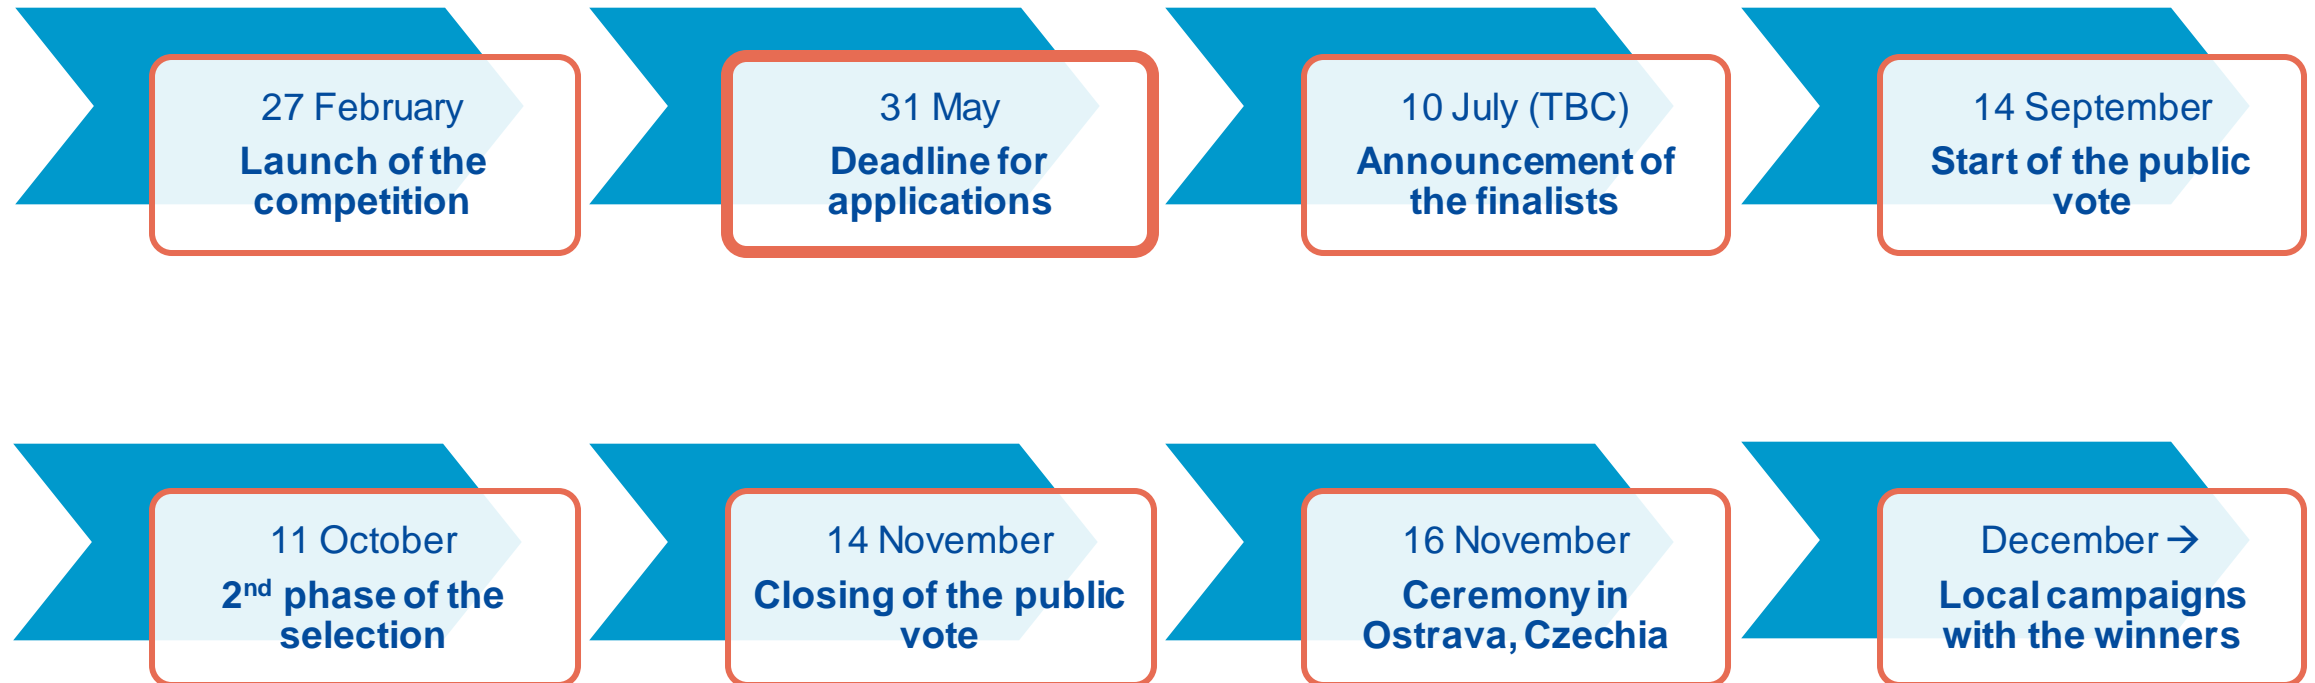 27 February
Launch of the
competition
31 May
Deadline for
applications
10 July (TBC)
Announcement of
the finalists
14 September
Start of the public
vote
11 October
2nd phase of the
selection
14 November
Closing of the public
vote
16 November
Ceremony in
Ostrava, Czechia
December →
Local campaigns
with the winners